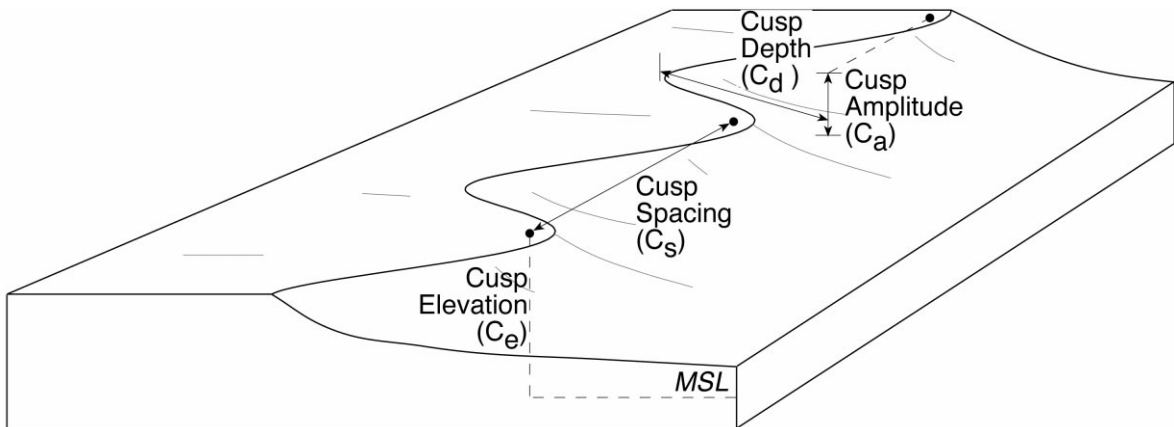 Cusp
Depth
(Cd)
Cusp
Amplitude
(Ca)
Cusp
Spacing
(Cs)
Cusp
Elevation
(Ce)
MSL